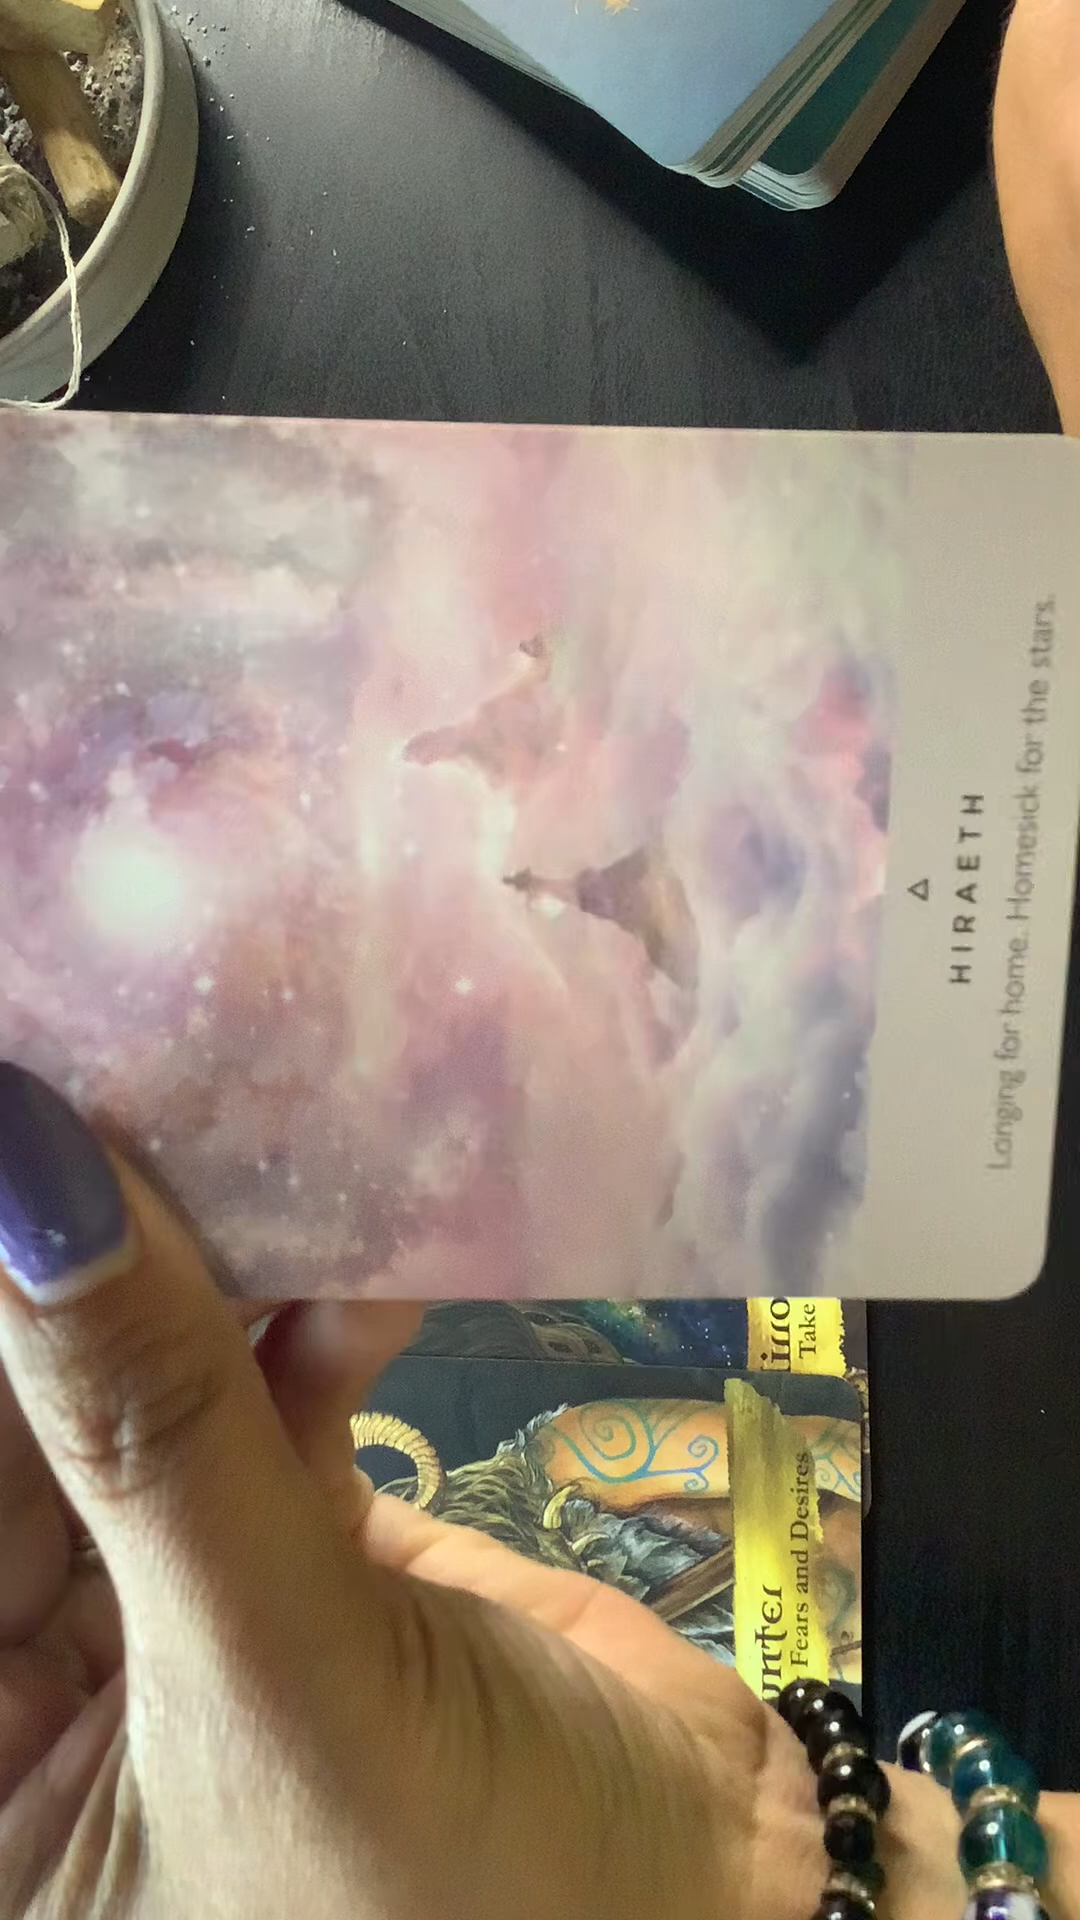 HIRAETH
Longing for home. Homesick for the stars.
Take
Fears and Desires